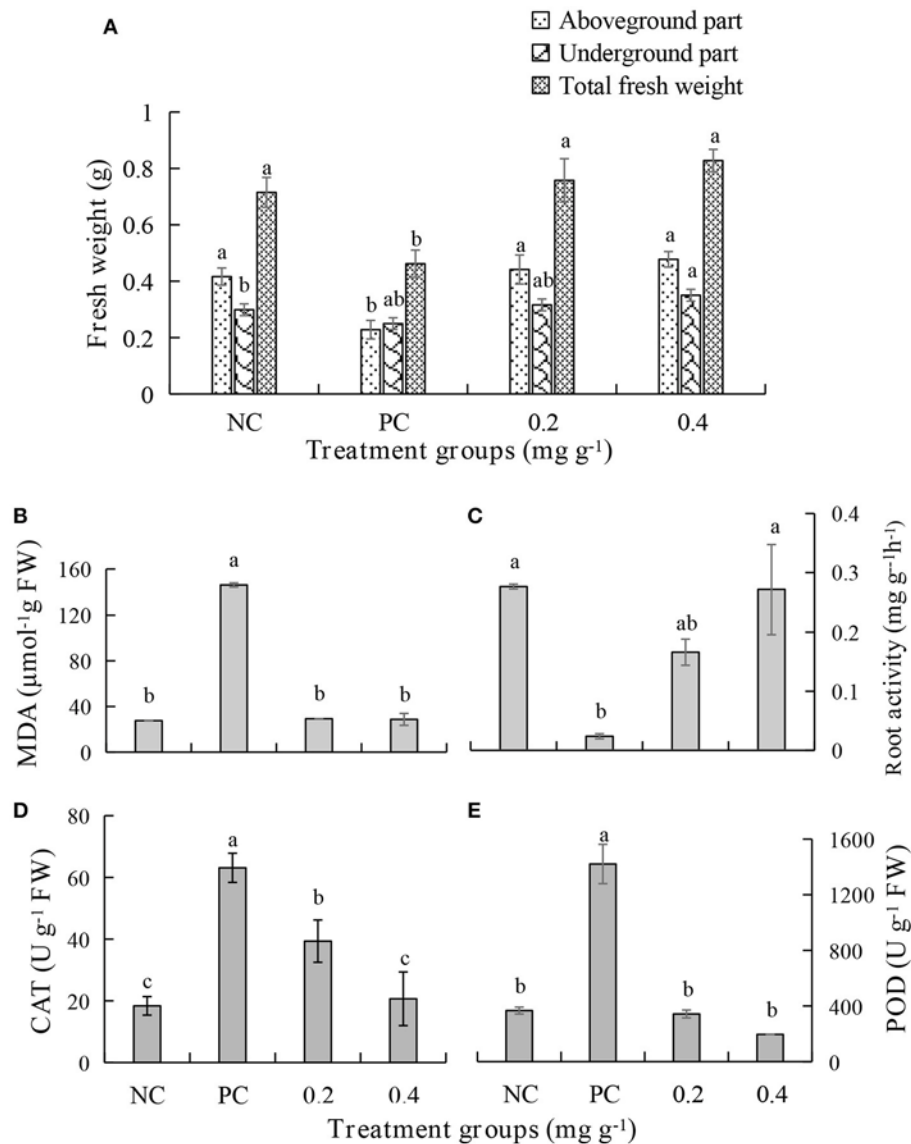 A
Aboveground part
Underground part
Total fresh weight
Fresh weight (g)
1
0.8
0.6
0.4
0.2
0
a b a
b ab b
a ab a
a a a
NC PC 0.2 0.4
Treatment groups (mg g⁻¹)
B
MDA (μmol⁻¹g FW)
160
120
80
40
0
b a b b
C
Root activity (mg g⁻¹h⁻¹)
0.4
0.3
0.2
0.1
0
a b ab a
D
CAT (U g⁻¹ FW)
80
60
40
20
0
c a b c
NC PC 0.2 0.4
E
POD (U g⁻¹ FW)
1600
1200
800
400
0
b a b b
NC PC 0.2 0.4
Treatment groups (mg g⁻¹)